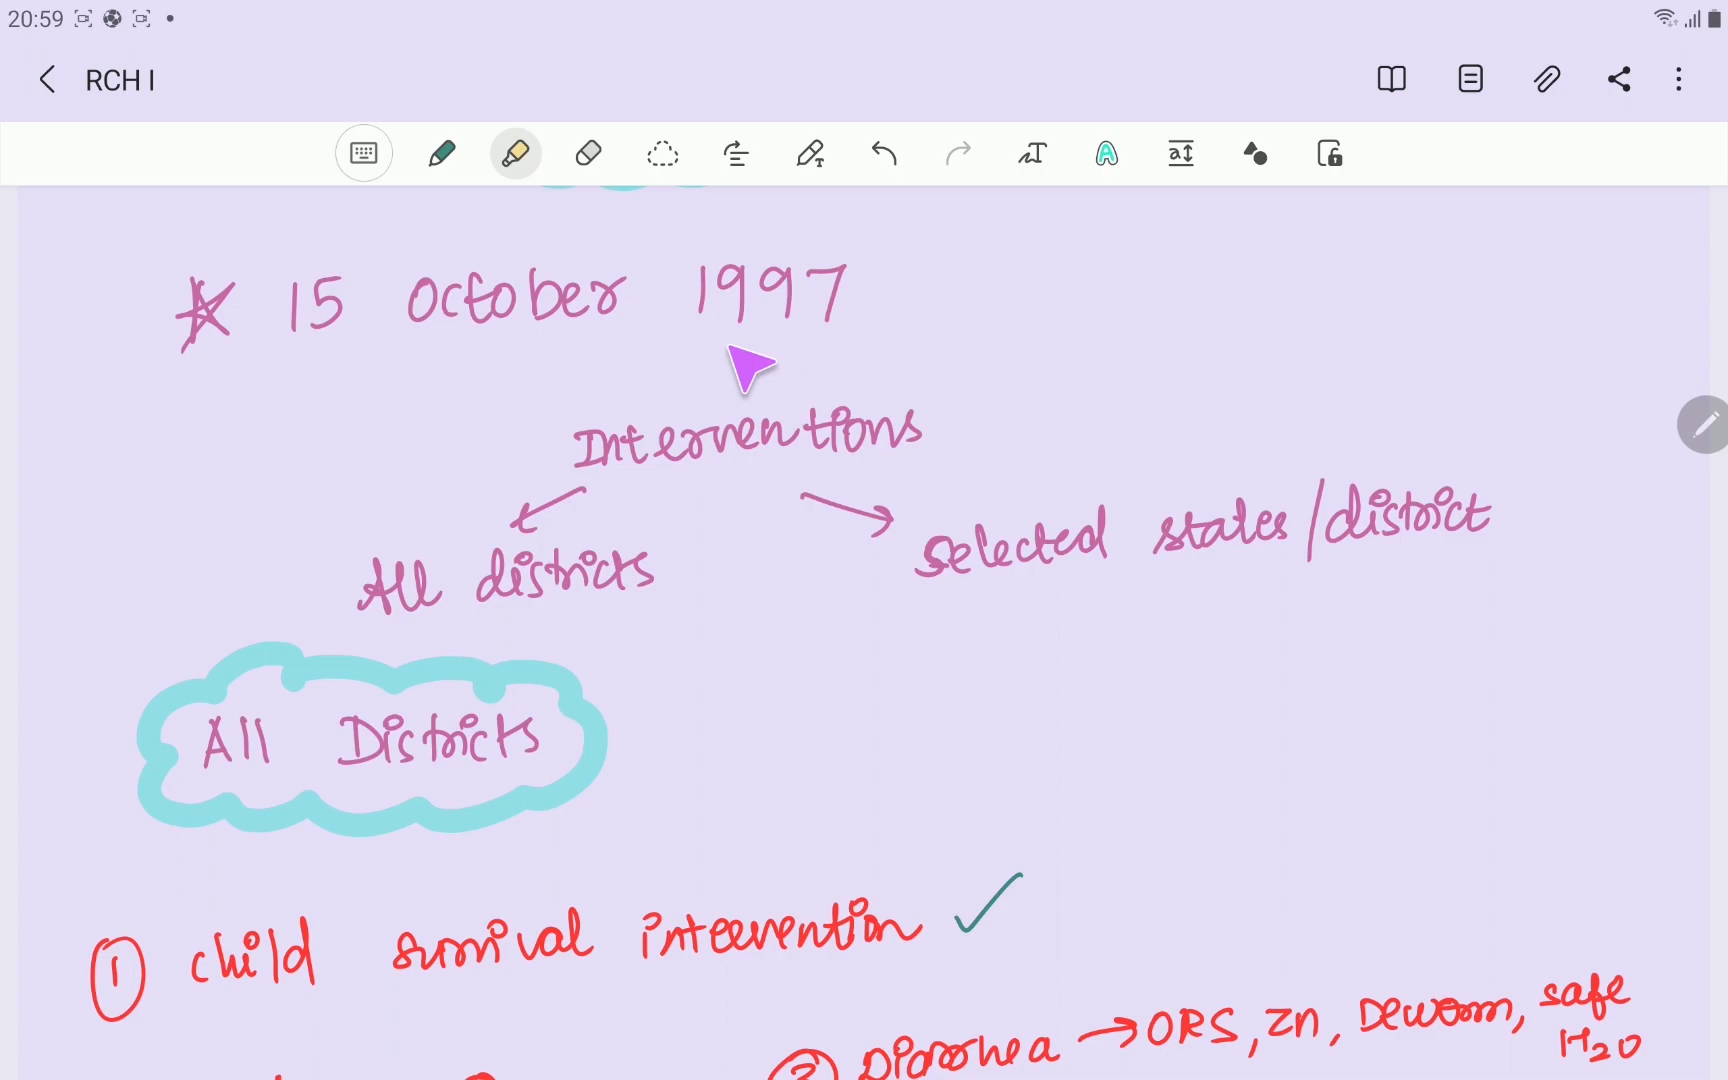 20:59
RCH I
☆ 15 October 1997
Interventions
All districts
Selected states/district
All Districts
① child survival intervention ✓
② Diarrhea → ORS, Zn, Deworm, safe H₂O